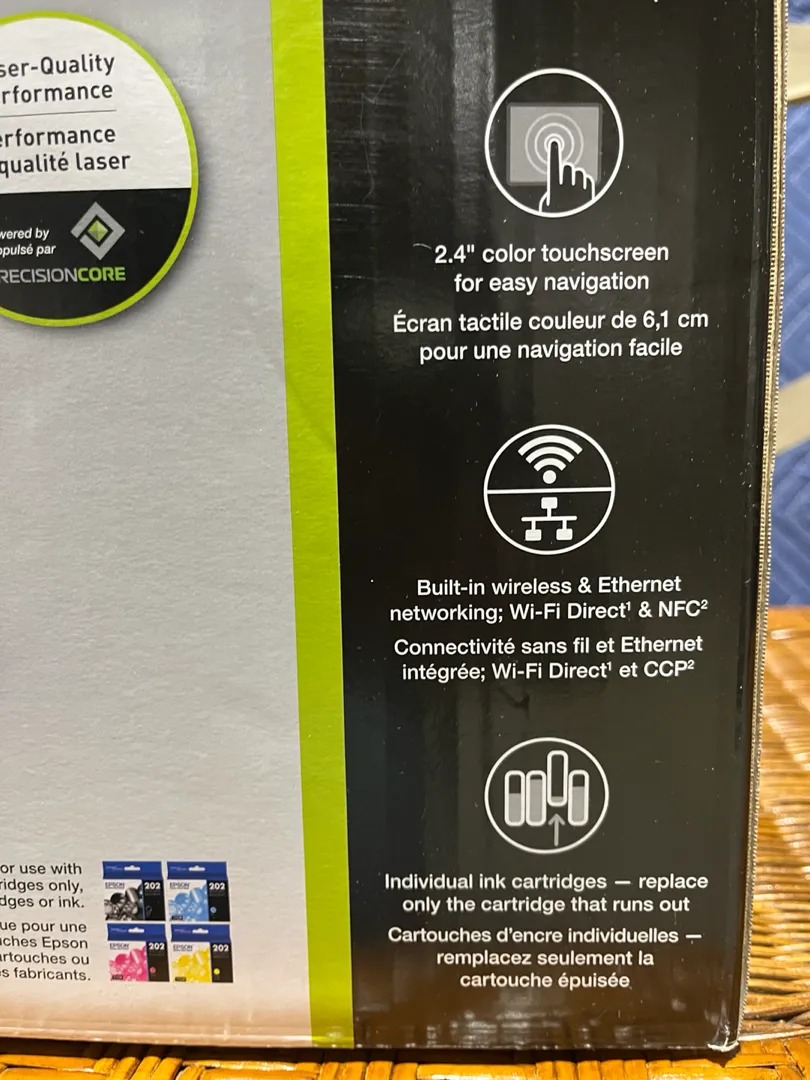 ser-Quality
rformance
erformance
qualité laser
wered by
opulsé par
RECISIONCORE
2.4" color touchscreen
for easy navigation
Écran tactile couleur de 6,1 cm
pour une navigation facile
Built-in wireless & Ethernet
networking; Wi-Fi Direct¹ & NFC²
Connectivité sans fil et Ethernet
intégrée; Wi-Fi Direct¹ et CCP²
Individual ink cartridges — replace
only the cartridge that runs out
Cartouches d'encre individuelles —
remplacez seulement la
cartouche épuisée
or use with
ridges only,
dges or ink.
ue pour une
uches Epson
artouches ou
s fabricants.
EPSON 202
EPSON 202
EPSON 202
EPSON 202